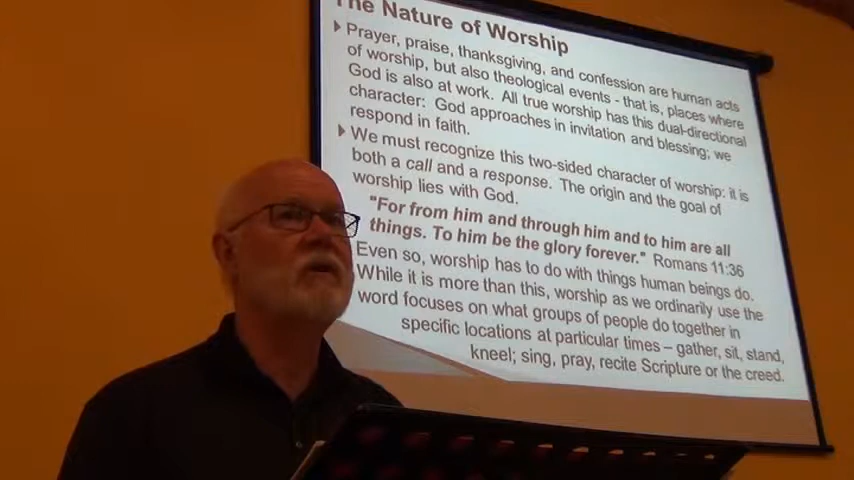 The Nature of Worship
Prayer, praise, thanksgiving, and confession are human acts
of worship, but also theological events - that is, places where
God is also at work. All true worship has this dual-directional
character: God approaches in invitation and blessing; we
respond in faith.
We must recognize this two-sided character of worship: it is
both a call and a response. The origin and the goal of
worship lies with God.
"For from him and through him and to him are all
things. To him be the glory forever." Romans 11:36
Even so, worship has to do with things human beings do.
While it is more than this, worship as we ordinarily use the
word focuses on what groups of people do together in
specific locations at particular times – gather, sit, stand,
kneel; sing, pray, recite Scripture or the creed.